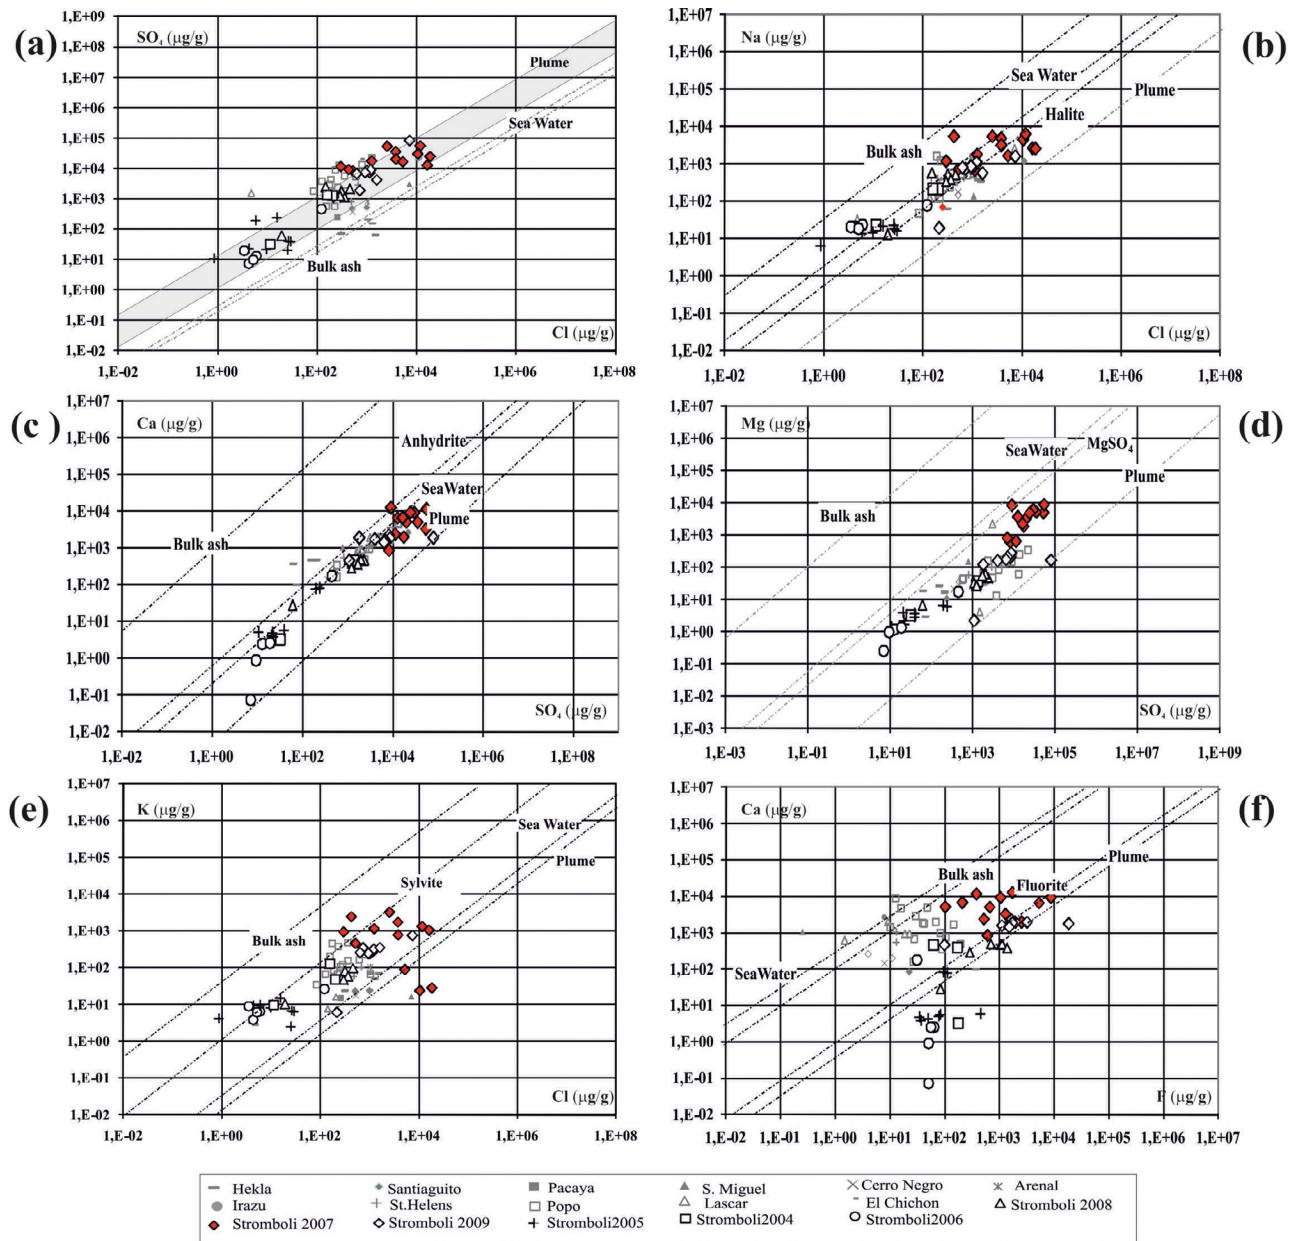 (a)
SO₄ (μg/g)
1,E+09
1,E+08
1,E+07
1,E+06
1,E+05
1,E+04
1,E+03
1,E+02
1,E+01
1,E+00
1,E-01
1,E-02
Plume
Sea Water
Bulk ash
Cl (μg/g)
1,E-02 1,E+00 1,E+02 1,E+04 1,E+06 1,E+08
(b)
Na (μg/g)
1,E+07
1,E+06
1,E+05
1,E+04
1,E+03
1,E+02
1,E+01
1,E+00
1,E-01
1,E-02
Sea Water
Plume
Halite
Bulk ash
Cl (μg/g)
1,E-02 1,E+00 1,E+02 1,E+04 1,E+06 1,E+08
(c)
Ca (μg/g)
1,E+07
1,E+06
1,E+05
1,E+04
1,E+03
1,E+02
1,E+01
1,E+00
1,E-01
1,E-02
Anhydrite
SeaWater
Plume
Bulk ash
SO₄ (μg/g)
1,E-02 1,E+00 1,E+02 1,E+04 1,E+06 1,E+08
(d)
Mg (μg/g)
1,E+07
1,E+06
1,E+05
1,E+04
1,E+03
1,E+02
1,E+01
1,E+00
1,E-01
1,E-02
1,E-03
MgSO₄
SeaWater
Plume
Bulk ash
SO₄ (μg/g)
1,E-03 1,E-01 1,E+01 1,E+03 1,E+05 1,E+07 1,E+09
(e)
K (μg/g)
1,E+07
1,E+06
1,E+05
1,E+04
1,E+03
1,E+02
1,E+01
1,E+00
1,E-01
1,E-02
Sea Water
Plume
Sylvite
Bulk ash
Cl (μg/g)
1,E-02 1,E+00 1,E+02 1,E+04 1,E+06 1,E+08
(f)
Ca (μg/g)
1,E+07
1,E+06
1,E+05
1,E+04
1,E+03
1,E+02
1,E+01
1,E+00
1,E-01
1,E-02
Plume
Bulk ash
Fluorite
SeaWater
F (μg/g)
1,E-02 1,E-01 1,E+00 1,E+01 1,E+02 1,E+03 1,E+04 1,E+05 1,E+06 1,E+07
Hekla Santiaguito Pacaya S. Miguel Cerro Negro Arenal
Irazu St.Helens Popo Lascar El Chichon Stromboli 2008
Stromboli 2007 Stromboli 2009 Stromboli2005 Stromboli2004 Stromboli2006